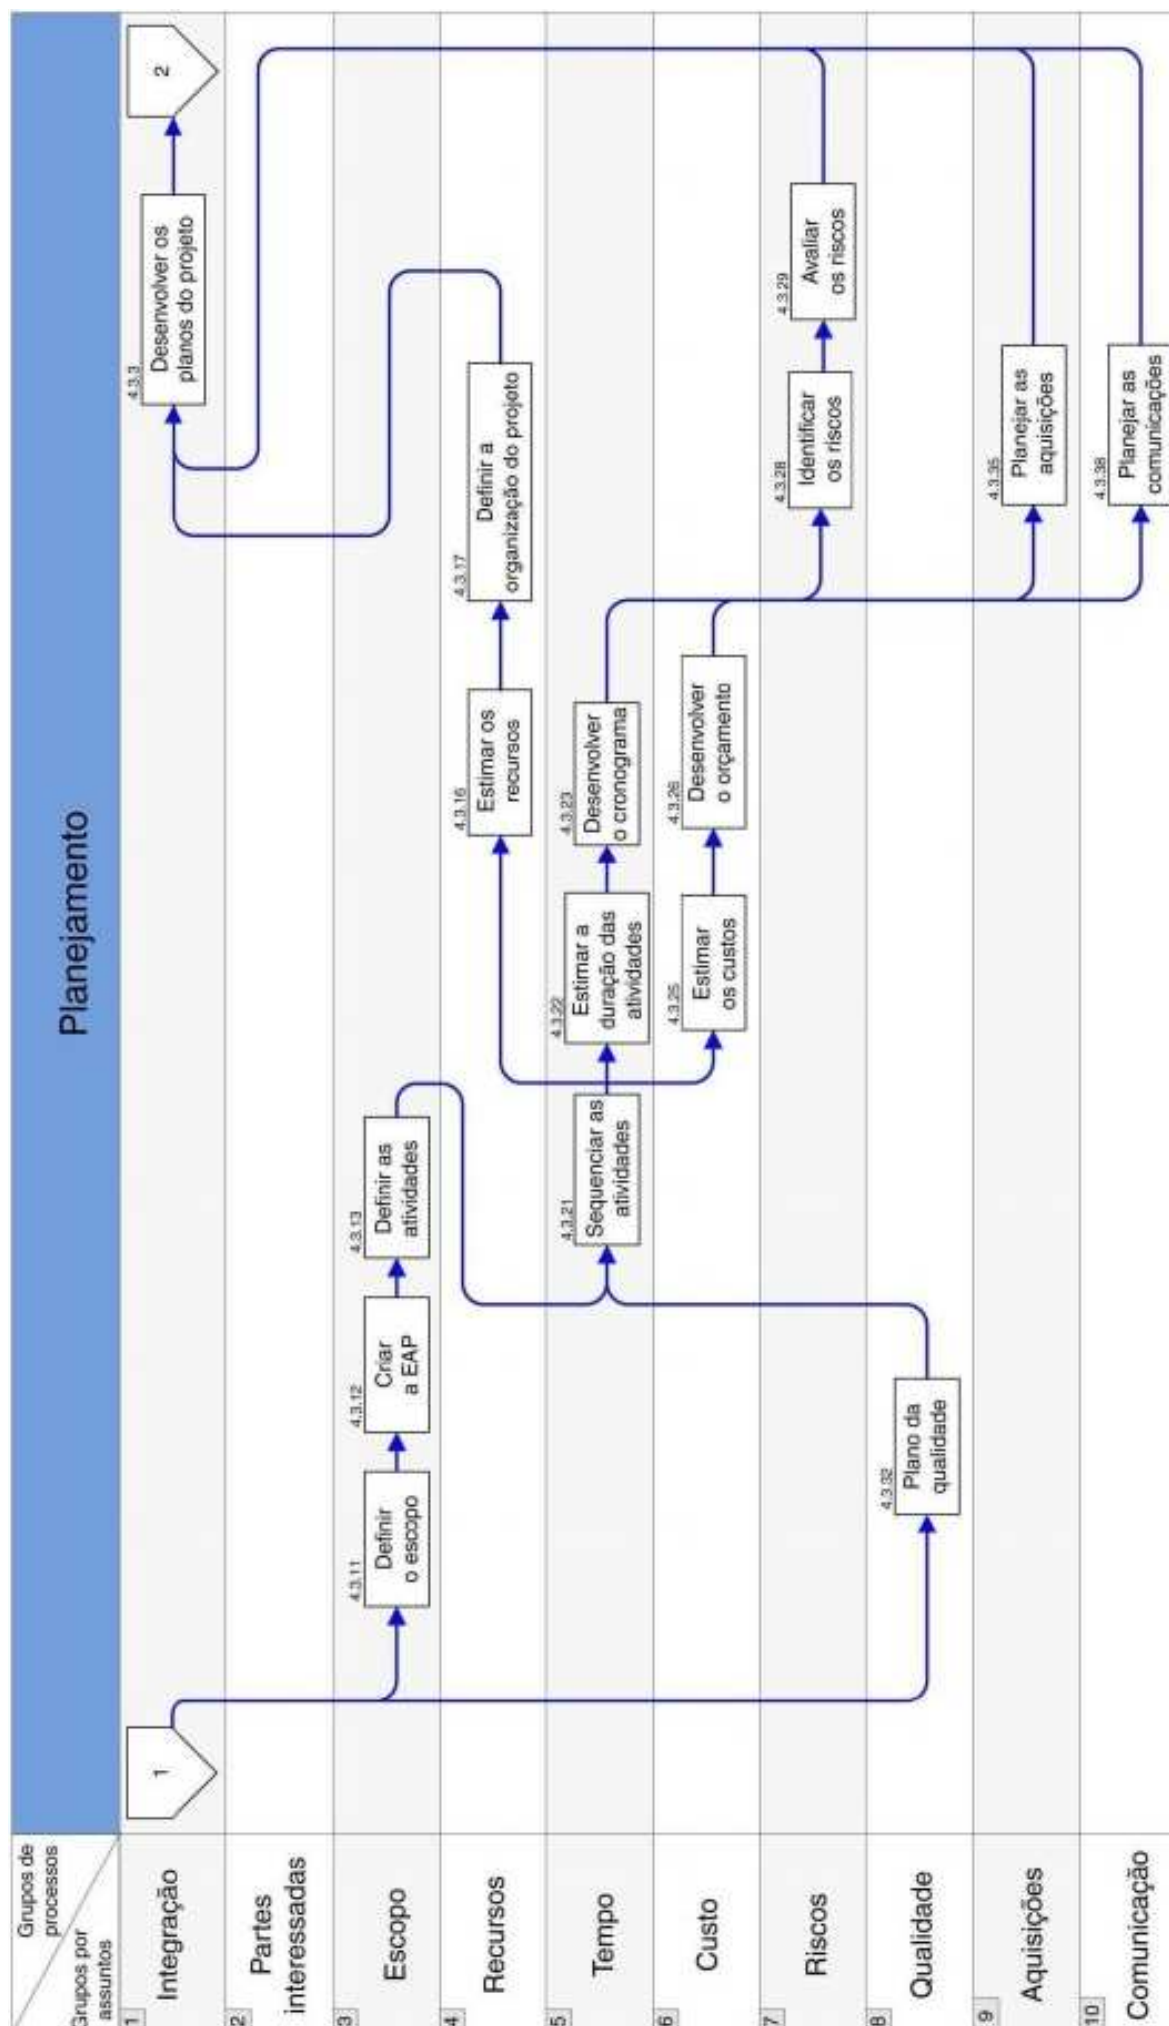 Planejamento
Grupos de
processos
Grupos por
assuntos
1
Integração
1
4.3.3
Desenvolver os
planos do projeto
2
2
Partes
interessadas
3
Escopo
4.3.11
Definir
o escopo
4.3.12
Criar
a EAP
4.3.13
Definir as
atividades
4
Recursos
4.3.16
Estimar os
recursos
4.3.17
Definir a
organização do projeto
5
Tempo
4.3.21
Sequenciar as
atividades
4.3.22
Estimar a
duração das
atividades
4.3.23
Desenvolver
o cronograma
6
Custo
4.3.25
Estimar
os custos
4.3.26
Desenvolver
o orçamento
7
Riscos
4.3.28
Identificar
os riscos
4.3.29
Avaliar
os riscos
8
Qualidade
4.3.32
Plano da
qualidade
9
Aquisições
4.3.35
Planejar as
aquisições
10
Comunicação
4.3.38
Planejar as
comunicações